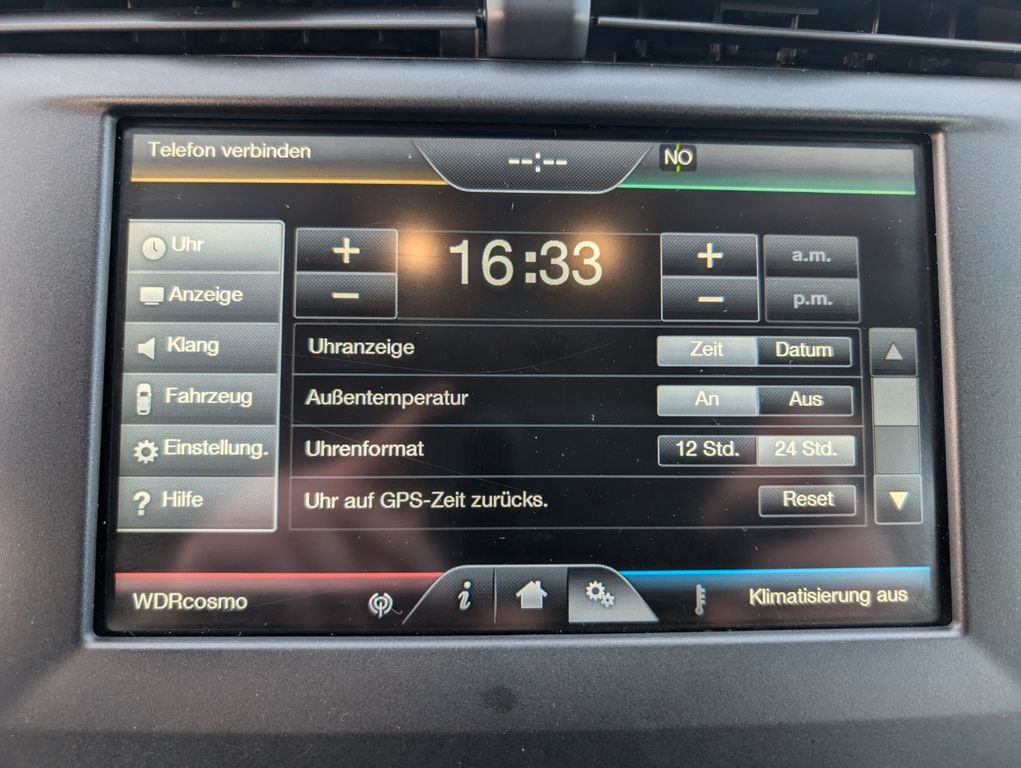 Telefon verbinden
--:--
NO
Uhr
+
16:33
+
a.m.
Anzeige
−
−
p.m.
Klang
Uhranzeige
Zeit
Datum
Fahrzeug
Außentemperatur
An
Aus
Einstellung.
Uhrenformat
12 Std.
24 Std.
? Hilfe
Uhr auf GPS-Zeit zurücks.
Reset
WDRcosmo
i
Klimatisierung aus